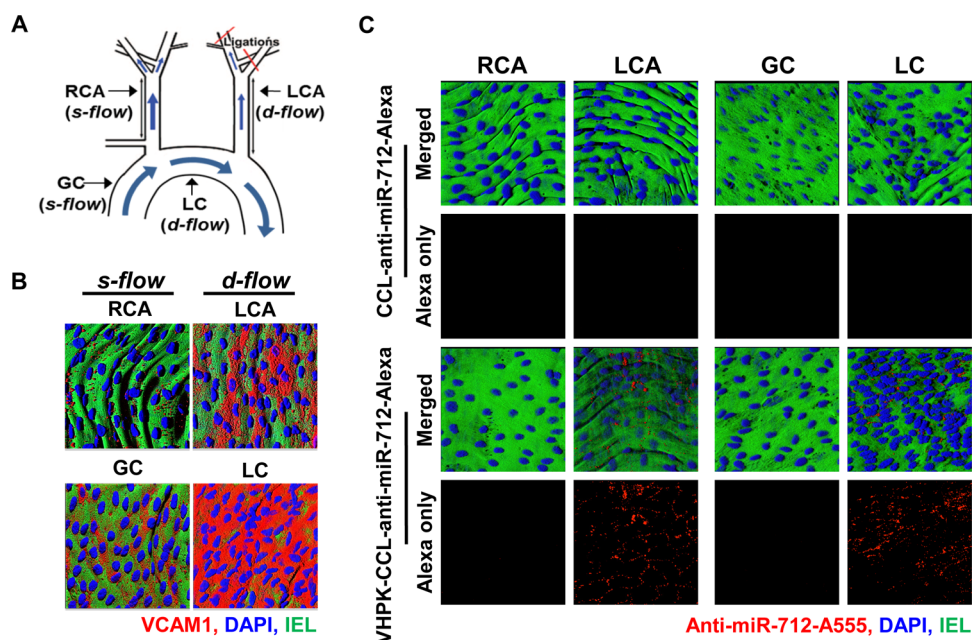 A
Ligations
RCA
(s-flow)
LCA
(d-flow)
GC
(s-flow)
LC
(d-flow)
B
s-flow
d-flow
RCA
LCA
GC
LC
VCAM1, DAPI, IEL
C
RCA
LCA
GC
LC
CCL-anti-miR-712-Alexa
Merged
Alexa only
VHPK-CCL-anti-miR-712-Alexa
Merged
Alexa only
Anti-miR-712-A555, DAPI, IEL